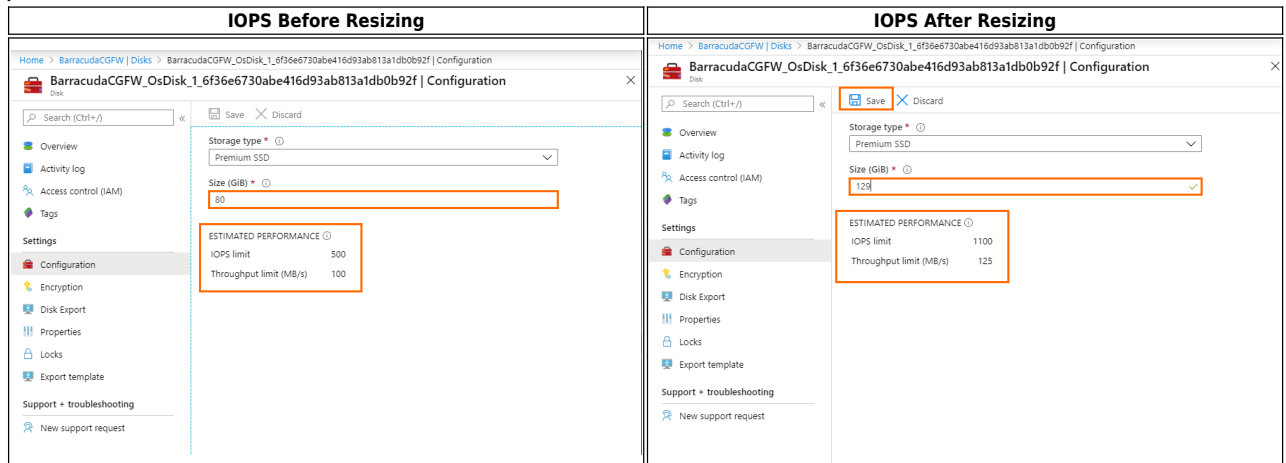 IOPS Before Resizing
Home > BarracudaCGFW | Disks > BarracudaCGFW_OsDisk_1_6f36e6730abe416d93ab813a1db0b92f | Configuration
BarracudaCGFW_OsDisk_1_6f36e6730abe416d93ab813a1db0b92f | Configuration
Disk
Search (Ctrl+/)
«
Save
Discard
Overview
Activity log
Access control (IAM)
Tags
Settings
Configuration
Encryption
Disk Export
Properties
Locks
Export template
Support + troubleshooting
New support request
Storage type *
Premium SSD
Size (GiB) *
80
ESTIMATED PERFORMANCE
IOPS limit 500
Throughput limit (MB/s) 100
IOPS After Resizing
Home > BarracudaCGFW | Disks > BarracudaCGFW_OsDisk_1_6f36e6730abe416d93ab813a1db0b92f | Configuration
BarracudaCGFW_OsDisk_1_6f36e6730abe416d93ab813a1db0b92f | Configuration
Disk
Search (Ctrl+/)
«
Save
Discard
Overview
Activity log
Access control (IAM)
Tags
Settings
Configuration
Encryption
Disk Export
Properties
Locks
Export template
Support + troubleshooting
New support request
Storage type *
Premium SSD
Size (GiB) *
129
ESTIMATED PERFORMANCE
IOPS limit 1100
Throughput limit (MB/s) 125